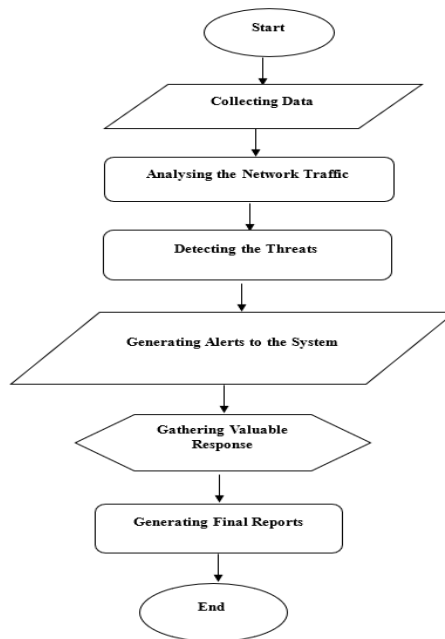 Start
Collecting Data
Analysing the Network Traffic
Detecting the Threats
Generating Alerts to the System
Gathering Valuable
Response
Generating Final Reports
End